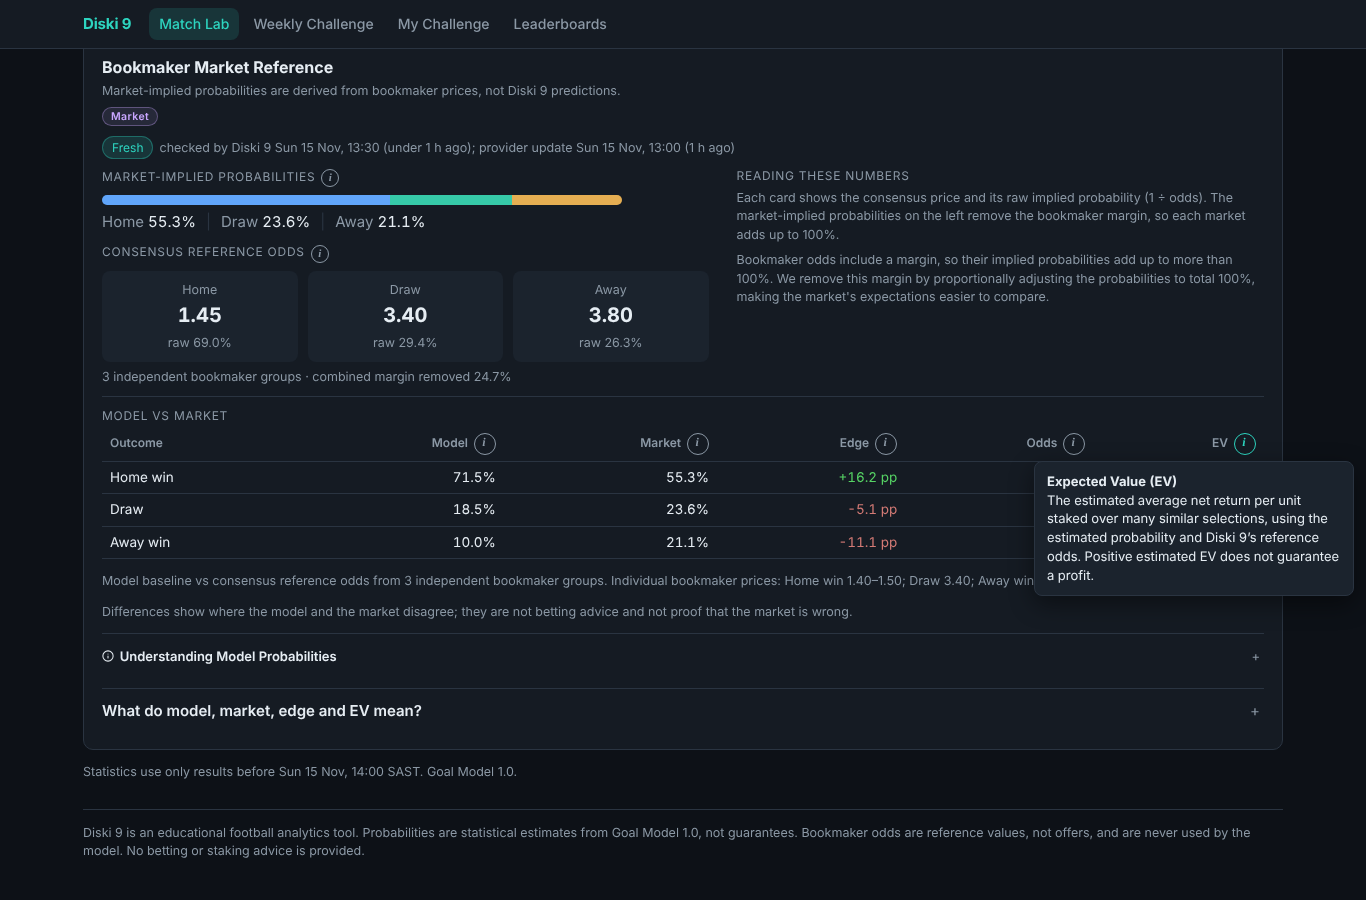 Diski 9 Match Lab Weekly Challenge My Challenge Leaderboards
Bookmaker Market Reference
Market-implied probabilities are derived from bookmaker prices, not Diski 9 predictions.
Market
Fresh checked by Diski 9 Sun 15 Nov, 13:30 (under 1 h ago); provider update Sun 15 Nov, 13:00 (1 h ago)
MARKET-IMPLIED PROBABILITIES i
Home 55.3% Draw 23.6% Away 21.1%
CONSENSUS REFERENCE ODDS i
Home
1.45
raw 69.0%
Draw
3.40
raw 29.4%
Away
3.80
raw 26.3%
3 independent bookmaker groups · combined margin removed 24.7%
READING THESE NUMBERS
Each card shows the consensus price and its raw implied probability (1 ÷ odds). The
market-implied probabilities on the left remove the bookmaker margin, so each market
adds up to 100%.
Bookmaker odds include a margin, so their implied probabilities add up to more than
100%. We remove this margin by proportionally adjusting the probabilities to total 100%,
making the market's expectations easier to compare.
MODEL VS MARKET
Outcome Model i Market i Edge i Odds i EV i
Home win 71.5% 55.3% +16.2 pp
Draw 18.5% 23.6% -5.1 pp
Away win 10.0% 21.1% -11.1 pp
Expected Value (EV)
The estimated average net return per unit
staked over many similar selections, using the
estimated probability and Diski 9’s reference
odds. Positive estimated EV does not guarantee
a profit.
Model baseline vs consensus reference odds from 3 independent bookmaker groups. Individual bookmaker prices: Home win 1.40–1.50; Draw 3.40; Away win
Differences show where the model and the market disagree; they are not betting advice and not proof that the market is wrong.
Understanding Model Probabilities +
What do model, market, edge and EV mean? +
Statistics use only results before Sun 15 Nov, 14:00 SAST. Goal Model 1.0.
Diski 9 is an educational football analytics tool. Probabilities are statistical estimates from Goal Model 1.0, not guarantees. Bookmaker odds are reference values, not offers, and are never used by the
model. No betting or staking advice is provided.